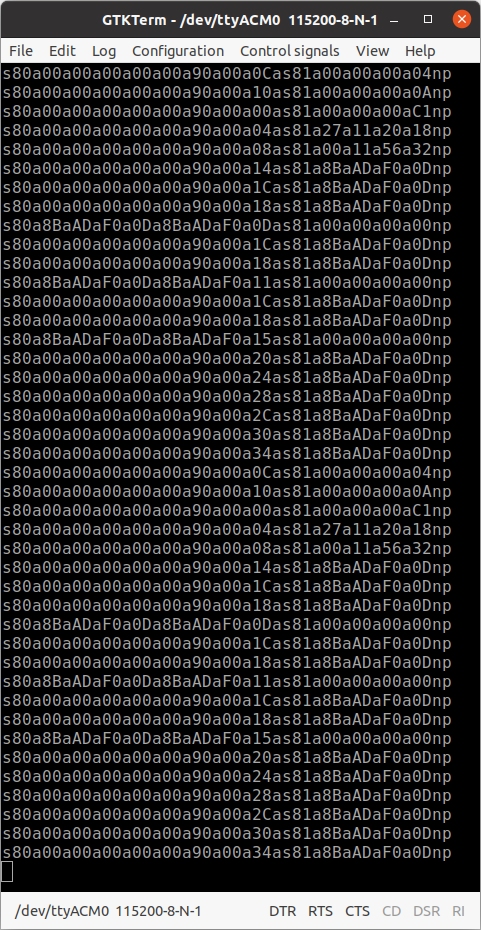 GTKTerm - /dev/ttyACM0 115200-8-N-1
File Edit Log Configuration Control signals View Help
s80a00a00a00a00a00a90a00a0Cas81a00a00a00a04np
s80a00a00a00a00a00a90a00a10as81a00a00a00a0Anp
s80a00a00a00a00a00a90a00a00as81a00a00a00aC1np
s80a00a00a00a00a00a90a00a04as81a27a11a20a18np
s80a00a00a00a00a00a90a00a08as81a00a11a56a32np
s80a00a00a00a00a00a90a00a14as81a8BaADaF0a0Dnp
s80a00a00a00a00a00a90a00a1Cas81a8BaADaF0a0Dnp
s80a00a00a00a00a00a90a00a18as81a8BaADaF0a0Dnp
s80a8BaADaF0a0Da8BaADaF0a0Das81a00a00a00a00np
s80a00a00a00a00a00a90a00a1Cas81a8BaADaF0a0Dnp
s80a00a00a00a00a00a90a00a18as81a8BaADaF0a0Dnp
s80a8BaADaF0a0Da8BaADaF0a11as81a00a00a00a00np
s80a00a00a00a00a00a90a00a1Cas81a8BaADaF0a0Dnp
s80a00a00a00a00a00a90a00a18as81a8BaADaF0a0Dnp
s80a8BaADaF0a0Da8BaADaF0a15as81a00a00a00a00np
s80a00a00a00a00a00a90a00a20as81a8BaADaF0a0Dnp
s80a00a00a00a00a00a90a00a24as81a8BaADaF0a0Dnp
s80a00a00a00a00a00a90a00a28as81a8BaADaF0a0Dnp
s80a00a00a00a00a00a90a00a2Cas81a8BaADaF0a0Dnp
s80a00a00a00a00a00a90a00a30as81a8BaADaF0a0Dnp
s80a00a00a00a00a00a90a00a34as81a8BaADaF0a0Dnp
s80a00a00a00a00a00a90a00a0Cas81a00a00a00a04np
s80a00a00a00a00a00a90a00a10as81a00a00a00a0Anp
s80a00a00a00a00a00a90a00a00as81a00a00a00aC1np
s80a00a00a00a00a00a90a00a04as81a27a11a20a18np
s80a00a00a00a00a00a90a00a08as81a00a11a56a32np
s80a00a00a00a00a00a90a00a14as81a8BaADaF0a0Dnp
s80a00a00a00a00a00a90a00a1Cas81a8BaADaF0a0Dnp
s80a00a00a00a00a00a90a00a18as81a8BaADaF0a0Dnp
s80a8BaADaF0a0Da8BaADaF0a0Das81a00a00a00a00np
s80a00a00a00a00a00a90a00a1Cas81a8BaADaF0a0Dnp
s80a00a00a00a00a00a90a00a18as81a8BaADaF0a0Dnp
s80a8BaADaF0a0Da8BaADaF0a11as81a00a00a00a00np
s80a00a00a00a00a00a90a00a1Cas81a8BaADaF0a0Dnp
s80a00a00a00a00a00a90a00a18as81a8BaADaF0a0Dnp
s80a8BaADaF0a0Da8BaADaF0a15as81a00a00a00a00np
s80a00a00a00a00a00a90a00a20as81a8BaADaF0a0Dnp
s80a00a00a00a00a00a90a00a24as81a8BaADaF0a0Dnp
s80a00a00a00a00a00a90a00a28as81a8BaADaF0a0Dnp
s80a00a00a00a00a00a90a00a2Cas81a8BaADaF0a0Dnp
s80a00a00a00a00a00a90a00a30as81a8BaADaF0a0Dnp
s80a00a00a00a00a00a90a00a34as81a8BaADaF0a0Dnp
/dev/ttyACM0 115200-8-N-1 DTR RTS CTS CD DSR RI